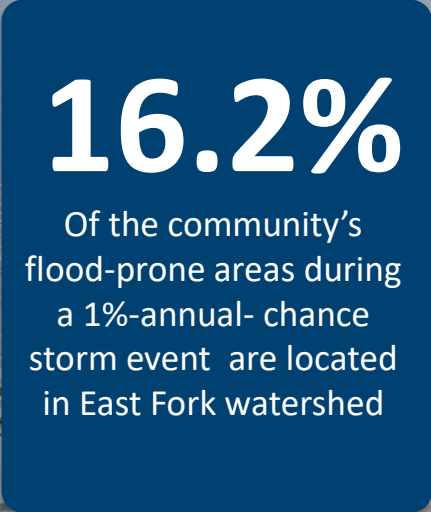 16.2%
Of the community’s
flood-prone areas during
a 1%-annual- chance
storm event  are located
in East Fork watershed